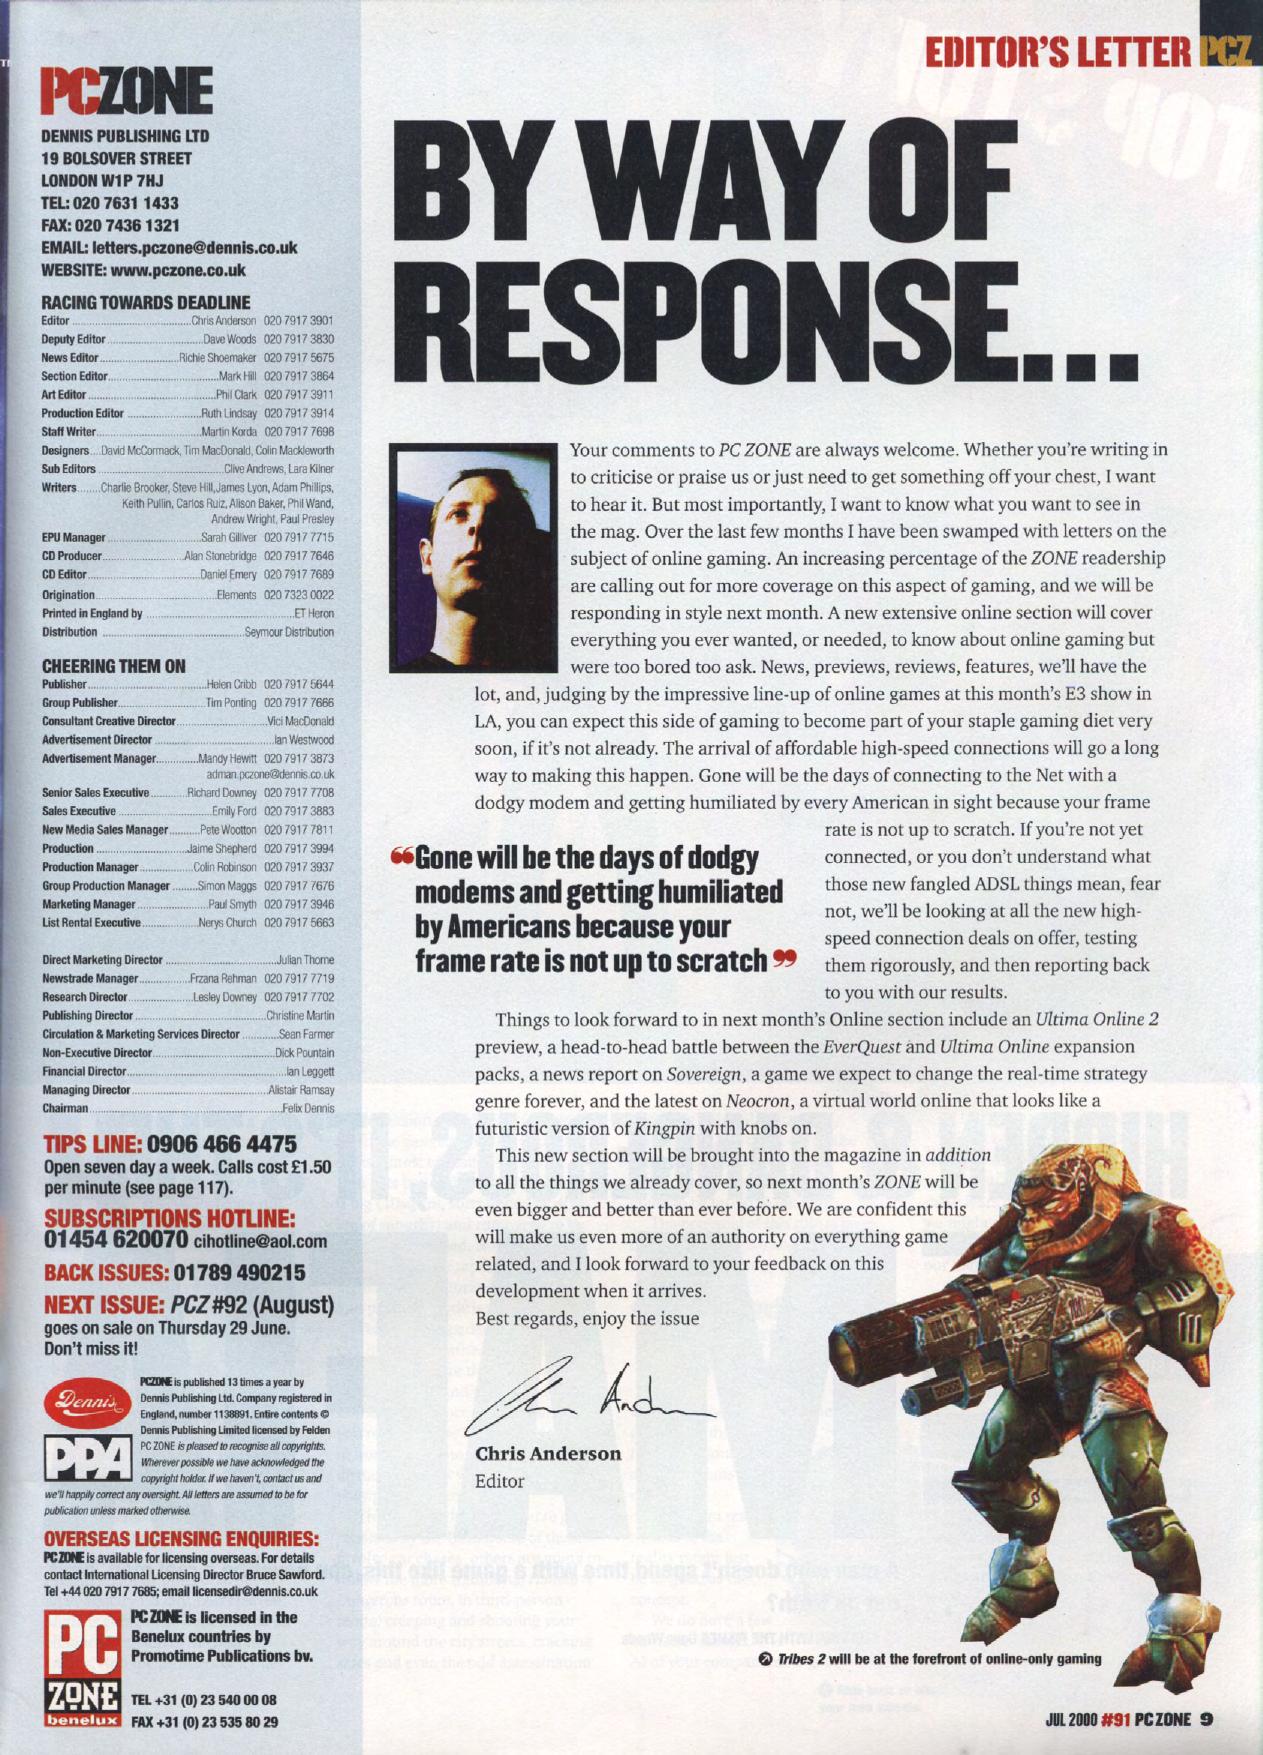 EDITOR'S LETTER PCZ
PCZONE
DENNIS PUBLISHING LTD
19 BOLSOVER STREET
LONDON W1P 7HJ
TEL: 020 7631 1433
FAX: 020 7436 1321
EMAIL: letters.pczone@dennis.co.uk
WEBSITE: www.pczone.co.uk
RACING TOWARDS DEADLINE
Editor Chris Anderson 020 7917 3901
Deputy Editor Dave Woods 020 7917 3830
News Editor Richie Shoemaker 020 7917 5675
Section Editor Mark Hill 020 7917 3864
Art Editor Phil Clark 020 7917 3911
Production Editor Ruth Lindsay 020 7917 3914
Staff Writer Martin Korda 020 7917 7698
Designers David McCormack, Tim MacDonald, Colin Mackleworth
Sub Editors Clive Andrews, Lara Kilner
Writers Charlie Brooker, Steve Hill, James Lyon, Adam Phillips,
Keith Pullin, Carlos Ruiz, Alison Baker, Phil Wand,
Andrew Wright, Paul Presley
EPU Manager Sarah Gilliver 020 7917 7715
CD Producer Alan Stonebridge 020 7917 7646
CD Editor Daniel Emery 020 7917 7689
Origination Elements 020 7323 0022
Printed in England by ET Heron
Distribution Seymour Distribution
CHEERING THEM ON
Publisher Helen Cribb 020 7917 5644
Group Publisher Tim Ponting 020 7917 7666
Consultant Creative Director Vici MacDonald
Advertisement Director Ian Westwood
Advertisement Manager Mandy Hewitt 020 7917 3873
adman.pczone@dennis.co.uk
Senior Sales Executive Richard Downey 020 7917 7708
Sales Executive Emily Ford 020 7917 3883
New Media Sales Manager Pete Wootton 020 7917 7811
Production Jaime Shepherd 020 7917 3994
Production Manager Colin Robinson 020 7917 3937
Group Production Manager Simon Maggs 020 7917 7676
Marketing Manager Paul Smyth 020 7917 3946
List Rental Executive Nerys Church 020 7917 5663
Direct Marketing Director Julian Thorne
Newstrade Manager Frzana Rehman 020 7917 7719
Research Director Lesley Downey 020 7917 7702
Publishing Director Christine Martin
Circulation & Marketing Services Director Sean Farmer
Non-Executive Director Dick Pountain
Financial Director Ian Leggett
Managing Director Alistair Ramsay
Chairman Felix Dennis
TIPS LINE: 0906 466 4475
Open seven day a week. Calls cost £1.50
per minute (see page 117).
SUBSCRIPTIONS HOTLINE:
01454 620070 cihotline@aol.com
BACK ISSUES: 01789 490215
NEXT ISSUE: PCZ #92 (August)
goes on sale on Thursday 29 June.
Don't miss it!
Dennis
PPA
PCZONE is published 13 times a year by
Dennis Publishing Ltd. Company registered in
England, number 1138891. Entire contents ©
Dennis Publishing Limited licensed by Felden
PC ZONE is pleased to recognise all copyrights.
Wherever possible we have acknowledged the
copyright holder. If we haven't, contact us and
we'll happily correct any oversight. All letters are assumed to be for
publication unless marked otherwise.
OVERSEAS LICENSING ENQUIRIES:
PC ZONE is available for licensing overseas. For details
contact International Licensing Director Bruce Sawford.
Tel +44 020 7917 7685; email licensedir@dennis.co.uk
PC
ZONE
benelux
PC ZONE is licensed in the
Benelux countries by
Promotime Publications bv.
TEL +31 (0) 23 540 00 08
FAX +31 (0) 23 535 80 29
BY WAY OF
RESPONSE...
Your comments to PC ZONE are always welcome. Whether you're writing in
to criticise or praise us or just need to get something off your chest, I want
to hear it. But most importantly, I want to know what you want to see in
the mag. Over the last few months I have been swamped with letters on the
subject of online gaming. An increasing percentage of the ZONE readership
are calling out for more coverage on this aspect of gaming, and we will be
responding in style next month. A new extensive online section will cover
everything you ever wanted, or needed, to know about online gaming but
were too bored too ask. News, previews, reviews, features, we'll have the
lot, and, judging by the impressive line-up of online games at this month's E3 show in
LA, you can expect this side of gaming to become part of your staple gaming diet very
soon, if it's not already. The arrival of affordable high-speed connections will go a long
way to making this happen. Gone will be the days of connecting to the Net with a
dodgy modem and getting humiliated by every American in sight because your frame
rate is not up to scratch. If you're not yet
connected, or you don't understand what
those new fangled ADSL things mean, fear
not, we'll be looking at all the new high-
speed connection deals on offer, testing
them rigorously, and then reporting back
to you with our results.
“Gone will be the days of dodgy
modems and getting humiliated
by Americans because your
frame rate is not up to scratch”
Things to look forward to in next month's Online section include an Ultima Online 2
preview, a head-to-head battle between the EverQuest and Ultima Online expansion
packs, a news report on Sovereign, a game we expect to change the real-time strategy
genre forever, and the latest on Neocron, a virtual world online that looks like a
futuristic version of Kingpin with knobs on.
This new section will be brought into the magazine in addition
to all the things we already cover, so next month's ZONE will be
even bigger and better than ever before. We are confident this
will make us even more of an authority on everything game
related, and I look forward to your feedback on this
development when it arrives.
Best regards, enjoy the issue
Chris Anderson
Editor
Tribes 2 will be at the forefront of online-only gaming
JUL 2000 #91 PC ZONE 9